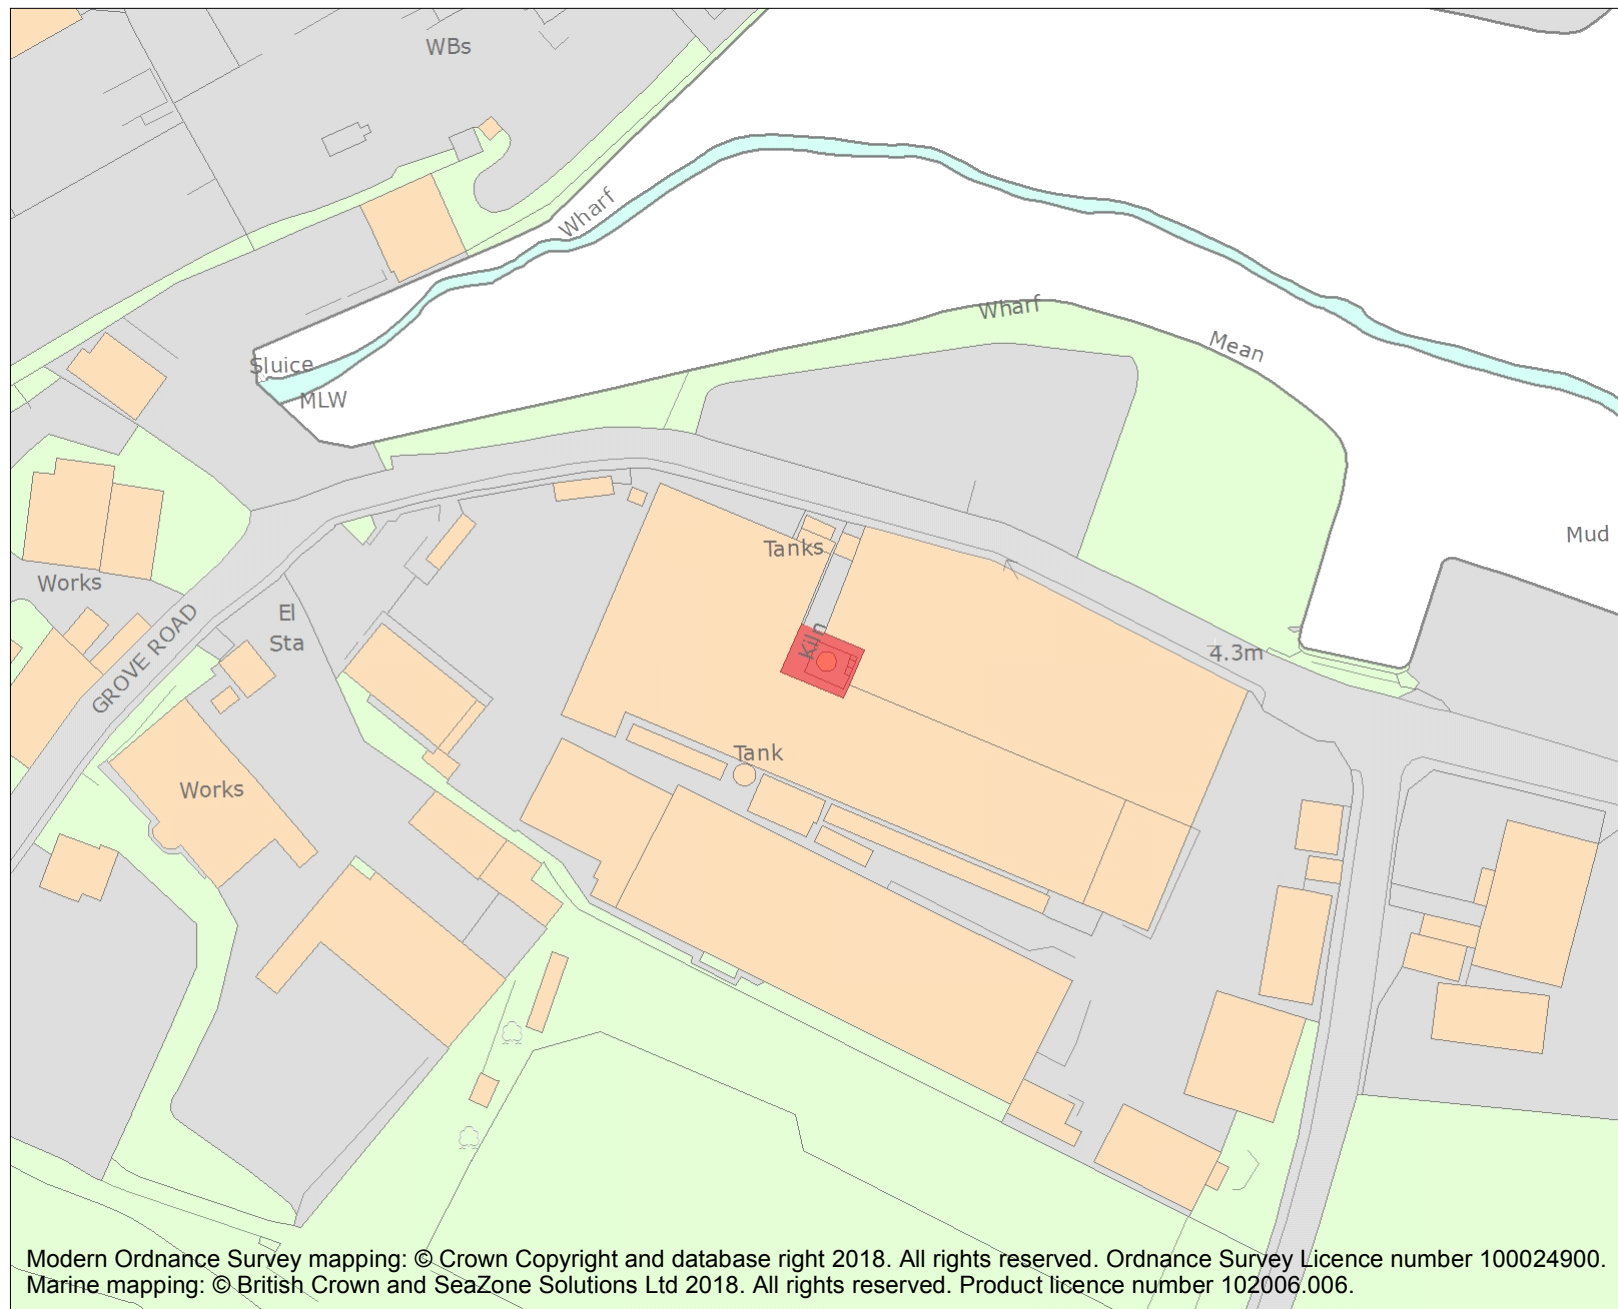 WBs
Wharf
Wharf
Mean
Sluice
MLW
Mud
Tanks
Works
El
Sta
Kiln
GROVE ROAD
4.3m
Tank
Works
Modern Ordnance Survey mapping: © Crown Copyright and database right 2018. All rights reserved. Ordnance Survey Licence number 100024900.
Marine mapping: © British Crown and SeaZone Solutions Ltd 2018. All rights reserved. Product licence number 102006.006.